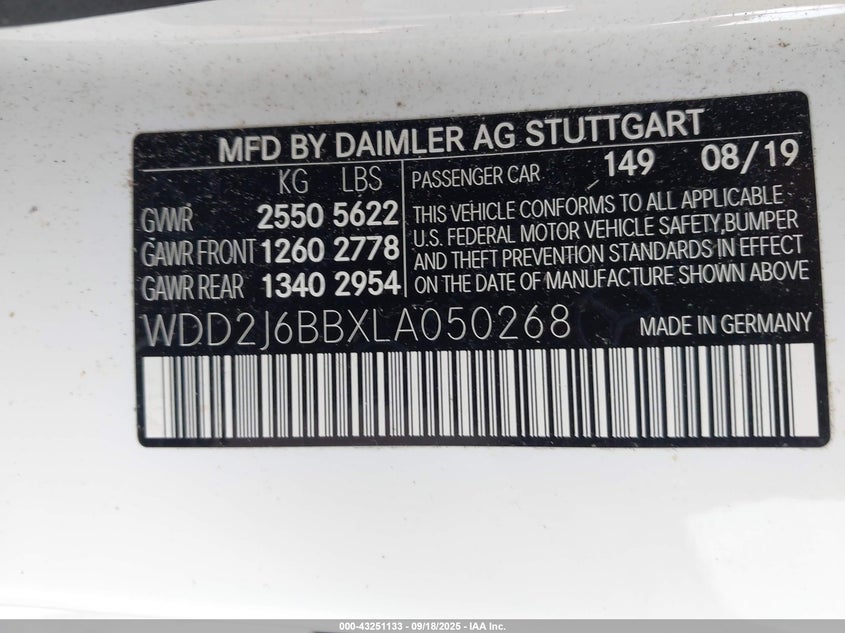 MFD BY DAIMLER AG STUTTGART
KG LBS
GVWR 2550 5622
GAWR FRONT 1260 2778
GAWR REAR 1340 2954
PASSENGER CAR 149 08/19
THIS VEHICLE CONFORMS TO ALL APPLICABLE
U.S. FEDERAL MOTOR VEHICLE SAFETY, BUMPER
AND THEFT PREVENTION STANDARDS IN EFFECT
ON THE DATE OF MANUFACTURE SHOWN ABOVE
WDD2J6BBXLA050268 MADE IN GERMANY
000-43251133 - 09/18/2025 - IAA Inc.